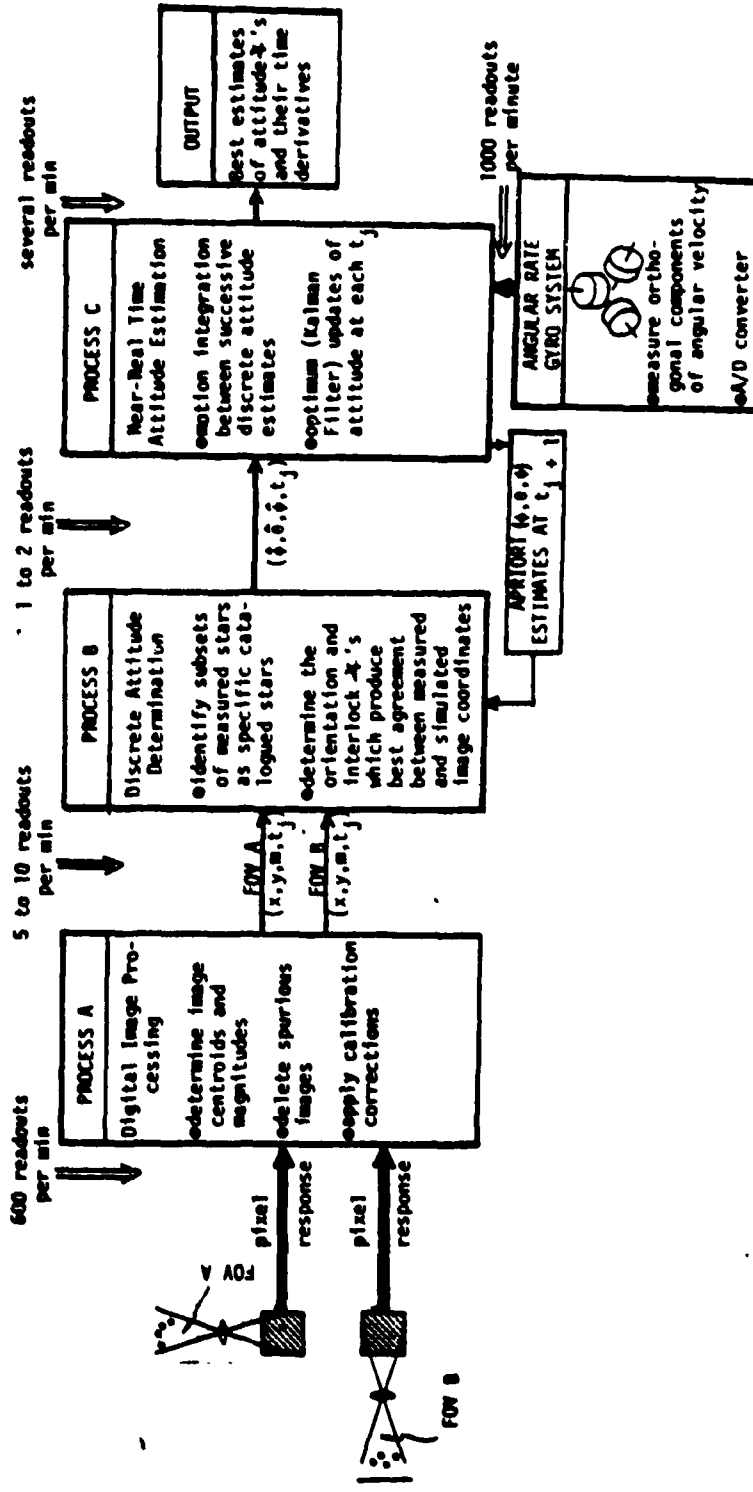 600 readouts
per min
5 to 10 readouts
per min
1 to 2 readouts
per min
several readouts
per min
FOV A
pixel
response
FOV B
pixel
response
PROCESS A
Digital Image Pro-
cessing
●determine image
centroids and
magnitudes
●delete spurious
images
●apply calibration
corrections
FOV A
(x,y,m,t_j)
FOV B
(x,y,m,t_j)
PROCESS B
Discrete Attitude
Determination
●identify subsets
of measured stars
as specific cata-
logued stars
●determine the
orientation and
interlock ∢'s
which produce
best agreement
between measured
and simulated
image coordinates
(φ̂,θ̂,ψ̂,t_j)
PROCESS C
Near-Real Time
Attitude Estimation
●motion integration
between successive
discrete attitude
estimates
●optimum (Kalman
Filter) updates of
attitude at each t_j
OUTPUT
Best estimates
of attitude ∢'s
and their time
derivatives
APRIORI (φ,θ,ψ)
ESTIMATES AT t_j + 1
1000 readouts
per minute
ANGULAR RATE
GYRO SYSTEM
●measure ortho-
gonal components
of angular velocity
●A/D converter